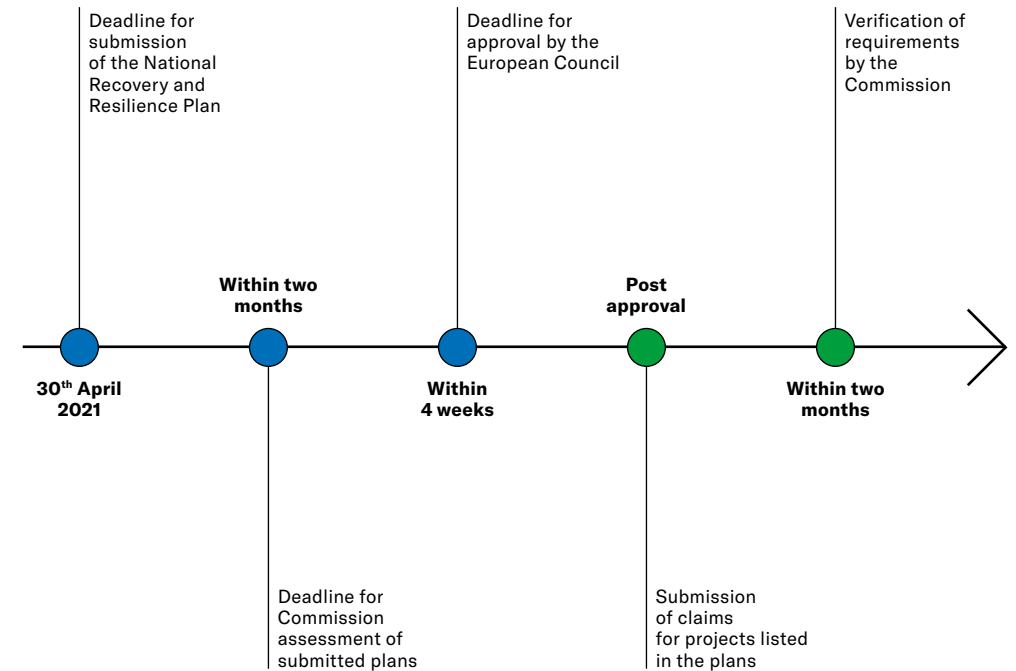 Deadline for
submission
of the National
Recovery and
Resilience Plan
Deadline for
approval by the
European Council
Verification of
requirements
by the
Commission
Within two
months
Post
approval
30th April
2021
Within
4 weeks
Within two
months
Deadline for
Commission
assessment of
submitted plans
Submission
of claims
for projects listed
in the plans